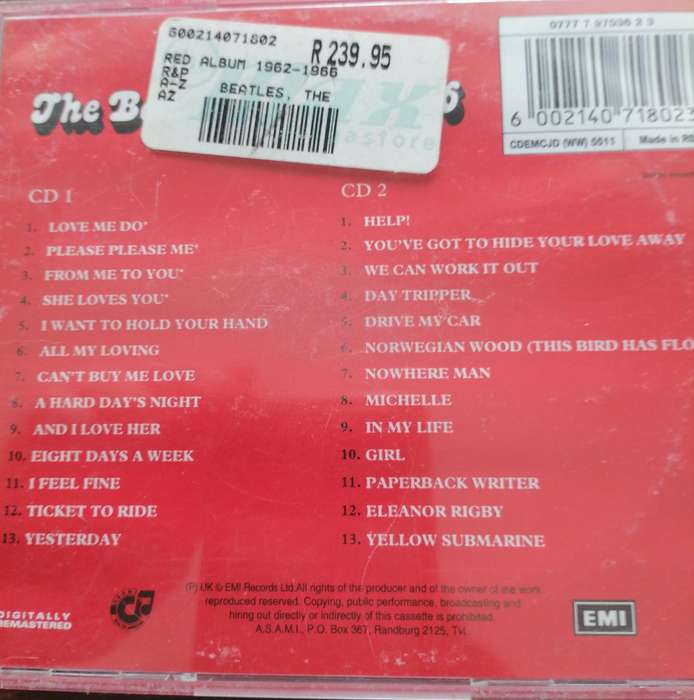 600214071802
R 239.95
RED ALBUM 1962-1966
R&P
A-Z
AZ
BEATLES, THE
The B
6
astore
0777 7 97036 2 3
6 002140 718023
CDEMCJD (WW) 5011
Made in RS
CD 1
1. LOVE ME DO*
2. PLEASE PLEASE ME*
3. FROM ME TO YOU*
4. SHE LOVES YOU*
5. I WANT TO HOLD YOUR HAND
6. ALL MY LOVING
7. CAN'T BUY ME LOVE
8. A HARD DAY'S NIGHT
9. AND I LOVE HER
10. EIGHT DAYS A WEEK
11. I FEEL FINE
12. TICKET TO RIDE
13. YESTERDAY
CD 2
1. HELP!
2. YOU'VE GOT TO HIDE YOUR LOVE AWAY
3. WE CAN WORK IT OUT
4. DAY TRIPPER
5. DRIVE MY CAR
6. NORWEGIAN WOOD (THIS BIRD HAS FLO
7. NOWHERE MAN
8. MICHELLE
9. IN MY LIFE
10. GIRL
11. PAPERBACK WRITER
12. ELEANOR RIGBY
13. YELLOW SUBMARINE
(P) UK © EMI Records Ltd.All rights of the producer and of the owner of the work
reproduced reserved. Copying, public performance, broadcasting and
hiring out directly or indirectly of this cassette is prohibited.
A.S.A.M.I., P.O. Box 367, Randburg 2125, Tvl.
DIGITALLY
REMASTERED
EMI